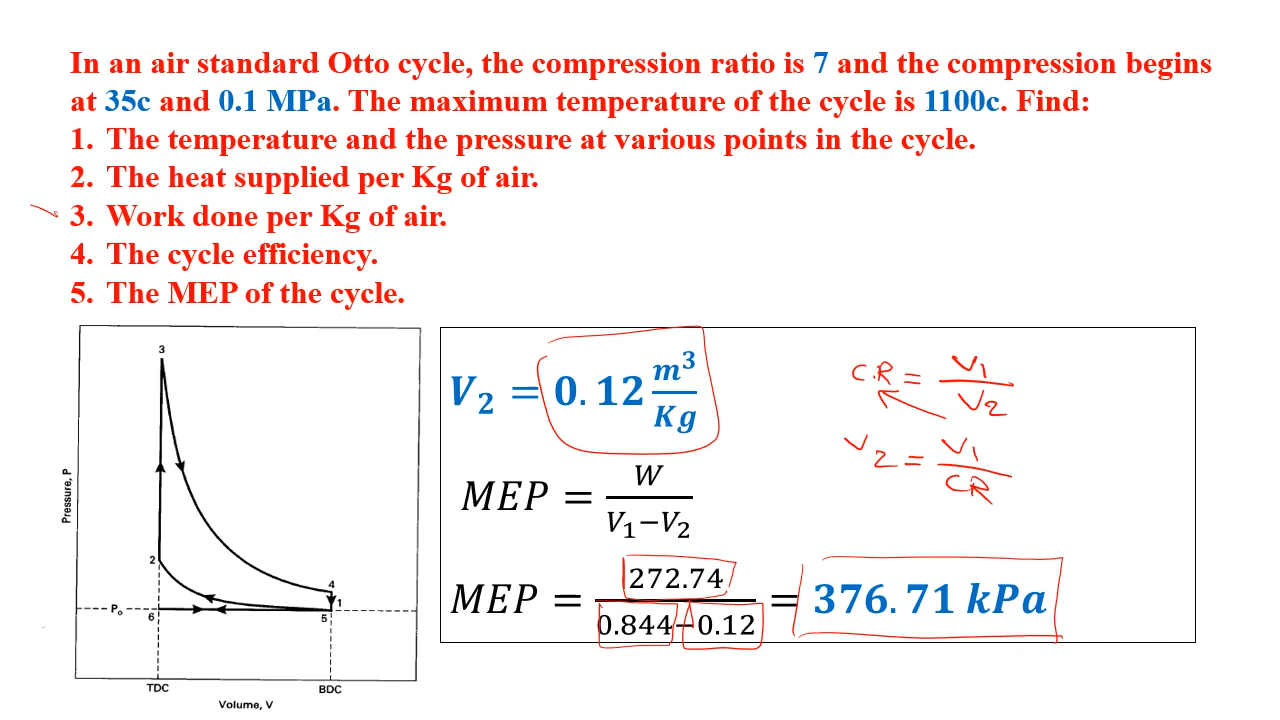 In an air standard Otto cycle, the compression ratio is 7 and the compression begins
at 35c and 0.1 MPa. The maximum temperature of the cycle is 1100c. Find:
1. The temperature and the pressure at various points in the cycle.
2. The heat supplied per Kg of air.
3. Work done per Kg of air.
4. The cycle efficiency.
5. The MEP of the cycle.
3
2
4
1
5
6
P₀
Pressure, P
TDC
BDC
Volume, V
V₂ = 0.12 m³/Kg
MEP = W/(V₁−V₂)
MEP = 272.74/(0.844−0.12) = 376.71 kPa
C.R = V₁/V₂
V₂ = V₁/CR